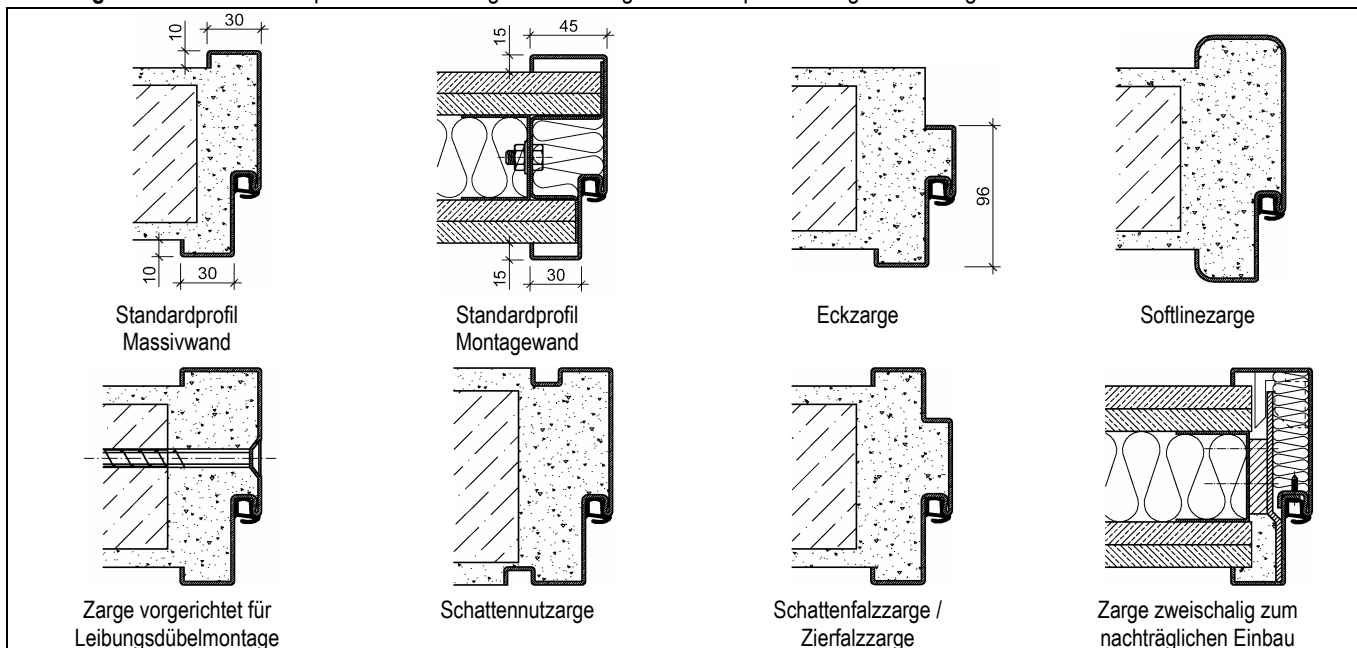 30
10
10
30
Standardprofil
Massivwand
45
15
15
30
Standardprofil
Montagewand
96
Eckzarge
Softlinezarge
Zarge vorgerichtet für
Leibungsdübelmontage
Schattennutzarge
Schattenfalzzarge /
Zierfalzzarge
Zarge zweischalig zum
nachträglichen Einbau